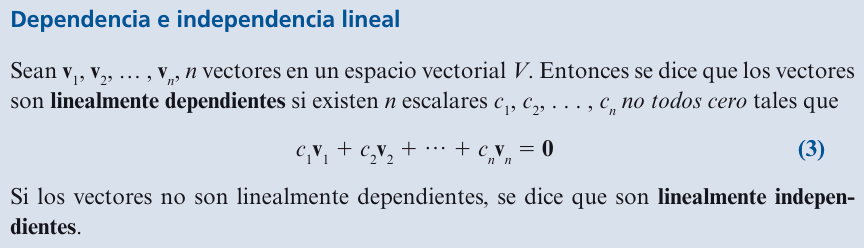 Dependencia e independencia lineal
Sean v₁, v₂, … , vₙ, n vectores en un espacio vectorial V. Entonces se dice que los vectores
son linealmente dependientes si existen n escalares c₁, c₂, . . . , cₙ no todos cero tales que
c₁v₁ + c₂v₂ + ··· + cₙvₙ = 0 (3)
Si los vectores no son linealmente dependientes, se dice que son linealmente indepen-
dientes.